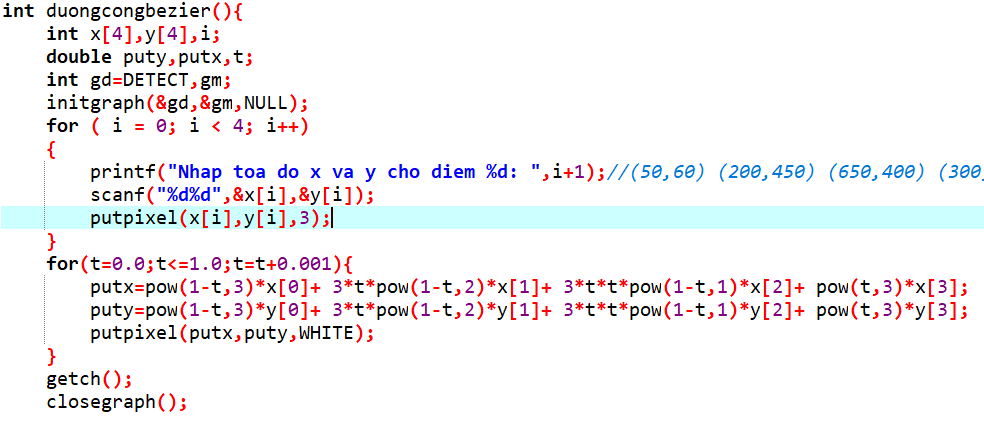 int duongcongbezier(){
    int x[4],y[4],i;
    double puty,putx,t;
    int gd=DETECT,gm;
    initgraph(&gd,&gm,NULL);
    for ( i = 0; i < 4; i++)
    {
        printf("Nhap toa do x va y cho diem %d: ",i+1);//(50,60) (200,450) (650,400) (300,
        scanf("%d%d",&x[i],&y[i]);
        putpixel(x[i],y[i],3);
    }
    for(t=0.0;t<=1.0;t=t+0.001){
        putx=pow(1-t,3)*x[0]+ 3*t*pow(1-t,2)*x[1]+ 3*t*t*pow(1-t,1)*x[2]+ pow(t,3)*x[3];
        puty=pow(1-t,3)*y[0]+ 3*t*pow(1-t,2)*y[1]+ 3*t*t*pow(1-t,1)*y[2]+ pow(t,3)*y[3];
        putpixel(putx,puty,WHITE);
    }
    getch();
    closegraph();